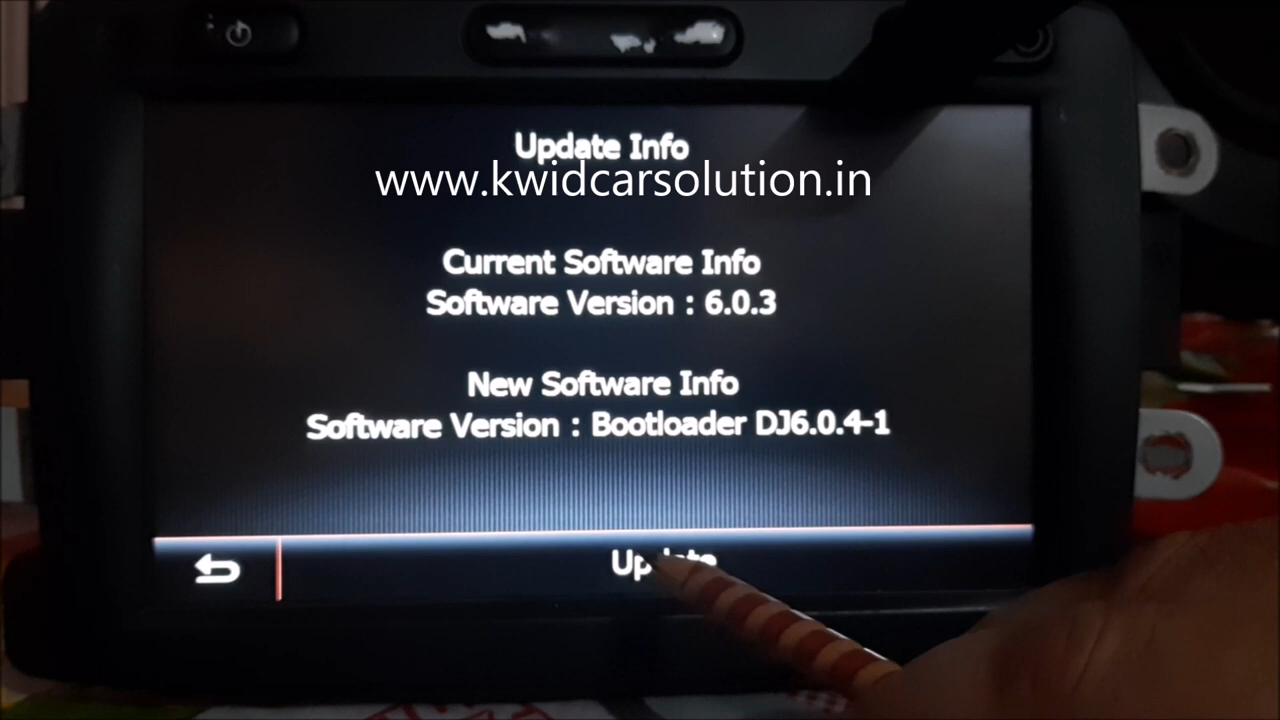 Update Info
www.kwidcarsolution.in
Current Software Info
Software Version : 6.0.3
New Software Info
Software Version : Bootloader DJ6.0.4-1
Update